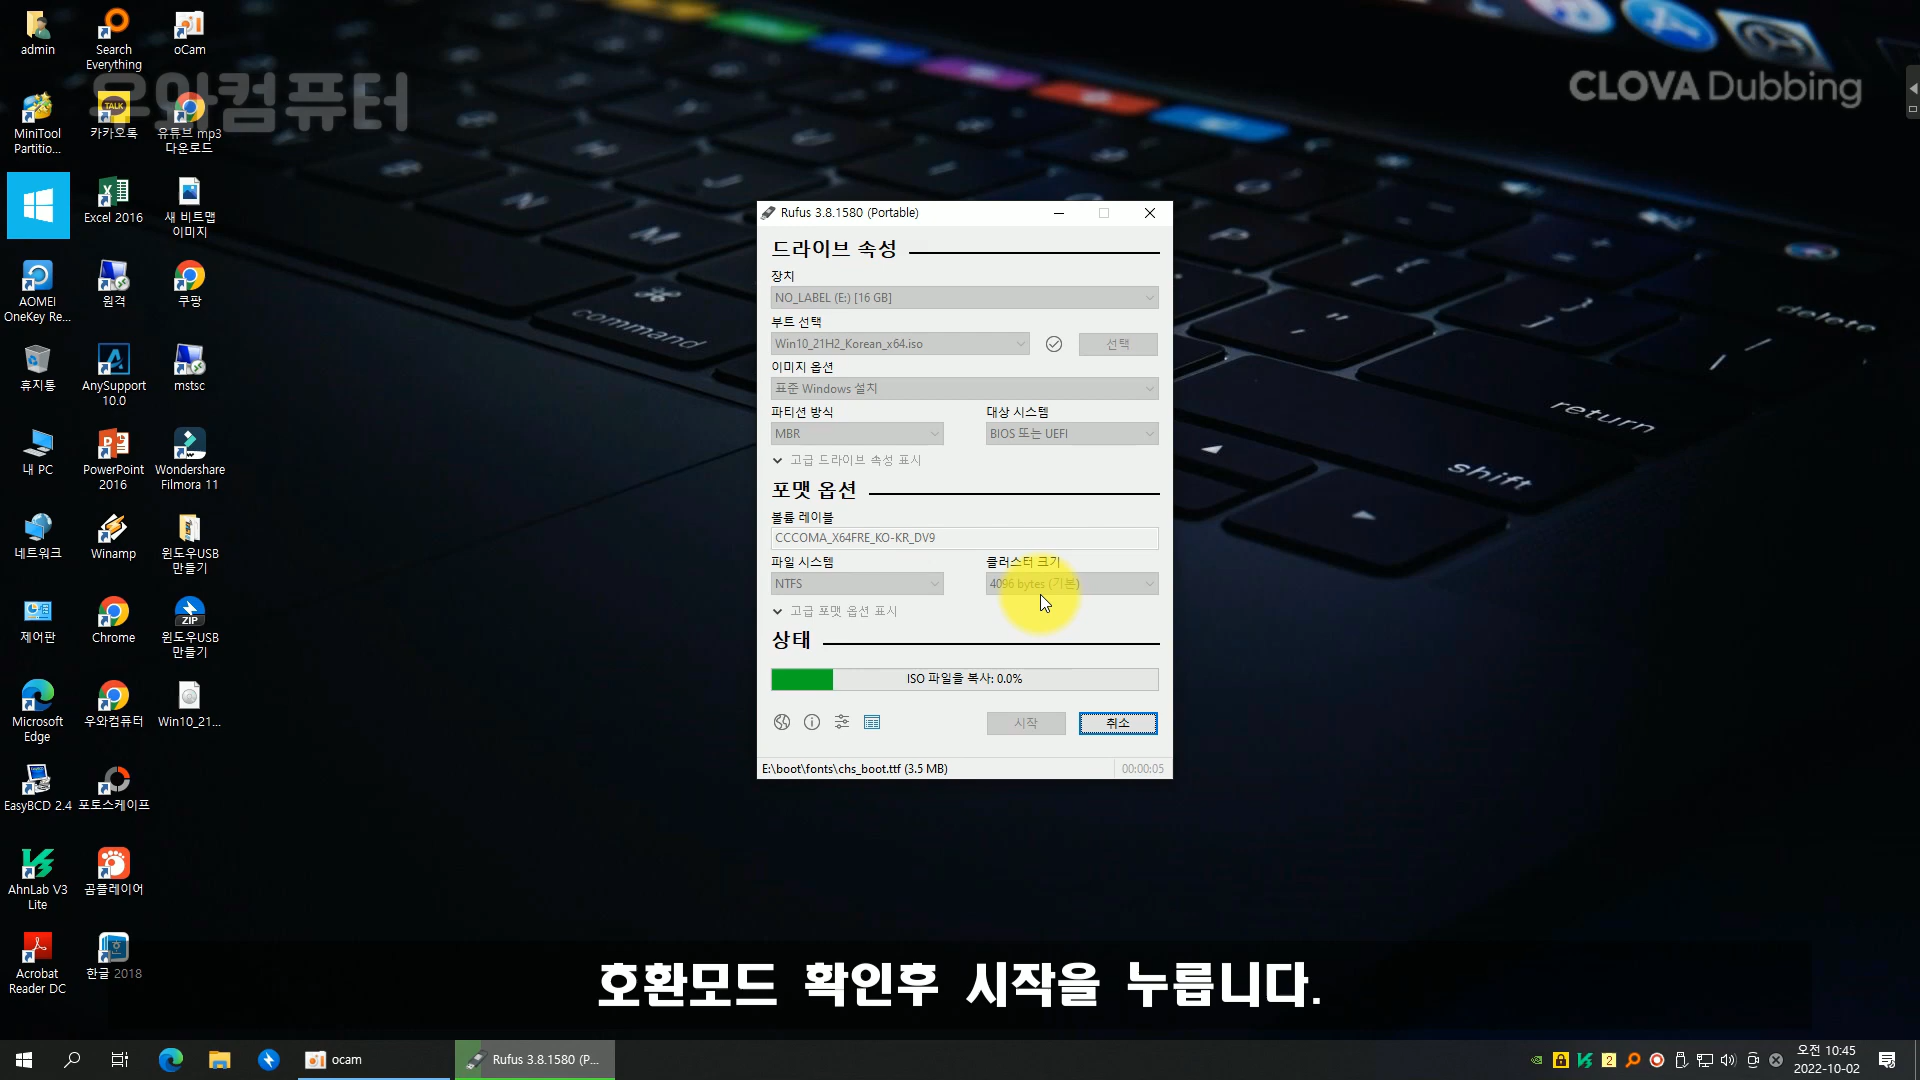 admin
Search
Everything
oCam
우와컴퓨터
CLOVA Dubbing
MiniTool
Partitio...
카카오톡
유튜브 mp3
다운로드
Excel 2016
새 비트맵
이미지
AOMEI
OneKey Re...
원격
쿠팡
휴지통
AnySupport
10.0
mstsc
내 PC
PowerPoint
2016
Wondershare
Filmora 11
네트워크
Winamp
윈도우USB
만들기
제어판
Chrome
ZIP
윈도우USB
만들기
Microsoft
Edge
우와컴퓨터
Win10_21...
EasyBCD 2.4
포토스케이프
AhnLab V3
Lite
곰플레이어
Acrobat
Reader DC
한글 2018
command
delete
return
shift
Rufus 3.8.1580 (Portable)
드라이브 속성
장치
NO_LABEL (E:) [16 GB]
부트 선택
Win10_21H2_Korean_x64.iso
선택
이미지 옵션
표준 Windows 설치
파티션 방식
대상 시스템
MBR
BIOS 또는 UEFI
고급 드라이브 속성 표시
포맷 옵션
볼륨 레이블
CCCOMA_X64FRE_KO-KR_DV9
파일 시스템
클러스터 크기
NTFS
4096 bytes (기본)
고급 포맷 옵션 표시
상태
ISO 파일을 복사: 0.0%
시작
취소
E:\boot\fonts\chs_boot.ttf (3.5 MB)
00:00:05
호환모드 확인후 시작을 누릅니다.
ocam
Rufus 3.8.1580 (P...
2
오전 10:45
2022-10-02